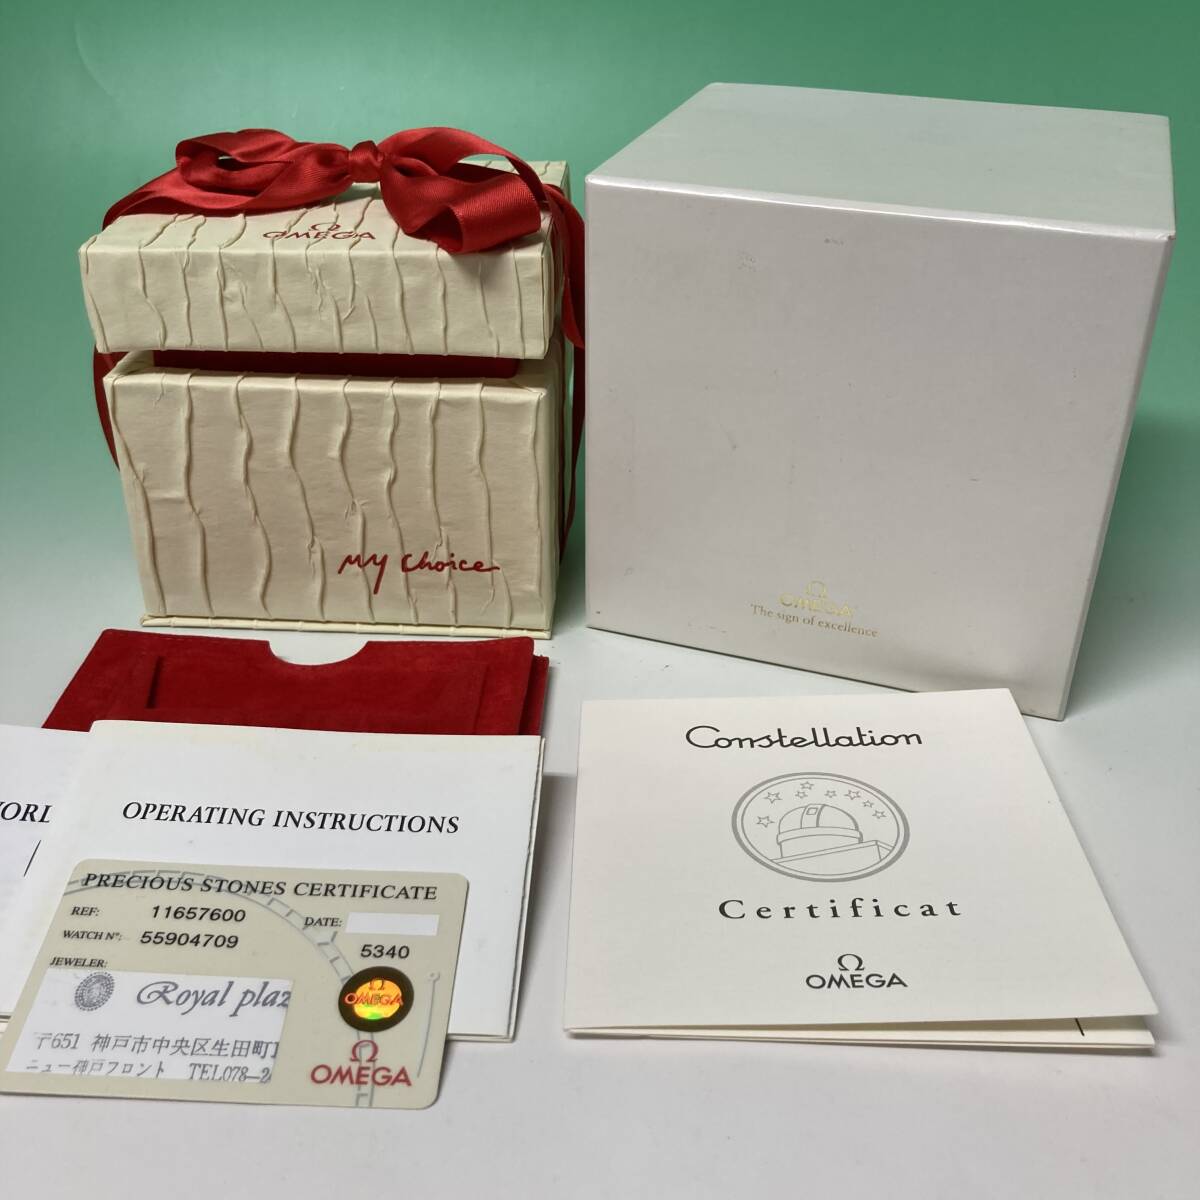 Ω
OMEGA
My Choice
Ω
OMEGA
The sign of excellence
OPERATING INSTRUCTIONS
PRECIOUS STONES CERTIFICATE
REF: 11657600
DATE:
WATCH N°: 55904709
5340
JEWELER:
Royal plaz
〒651 神戸市中央区生田町
ニュー神戸フロント TEL078-2
Ω
OMEGA
Ω
OMEGA
Constellation
Certificat
Ω
OMEGA